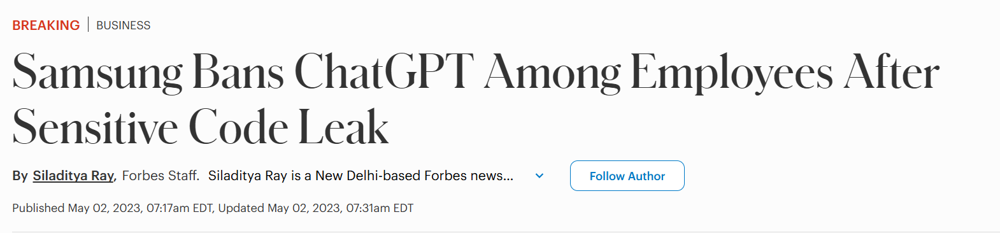 BREAKING | BUSINESS
Samsung Bans ChatGPT Among Employees After
Sensitive Code Leak
By Siladitya Ray, Forbes Staff. Siladitya Ray is a New Delhi-based Forbes news... Follow Author
Published May 02, 2023, 07:17am EDT, Updated May 02, 2023, 07:31am EDT